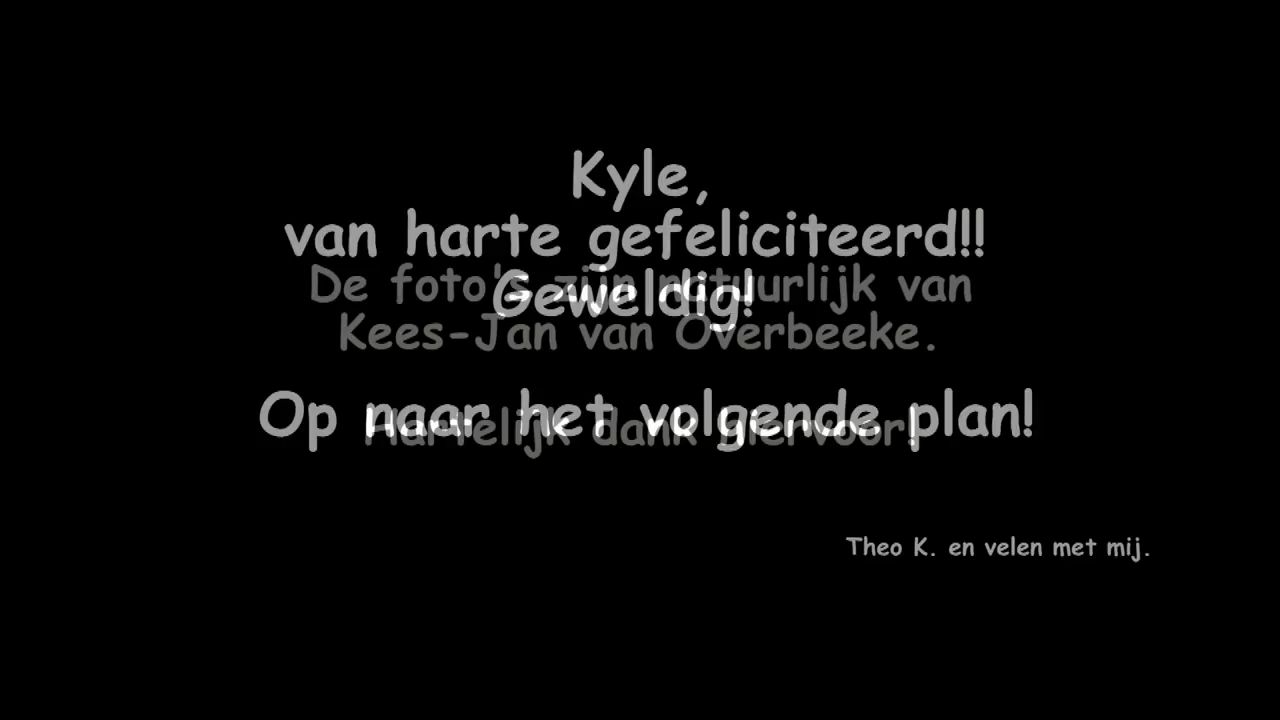 Kyle,
van harte gefeliciteerd!!
De foto's zijn natuurlijk van
Geweldig!
Kees-Jan van Overbeeke.
Op naar het volgende plan!
Hartelijk dank hiervoor!
Theo K. en velen met mij.